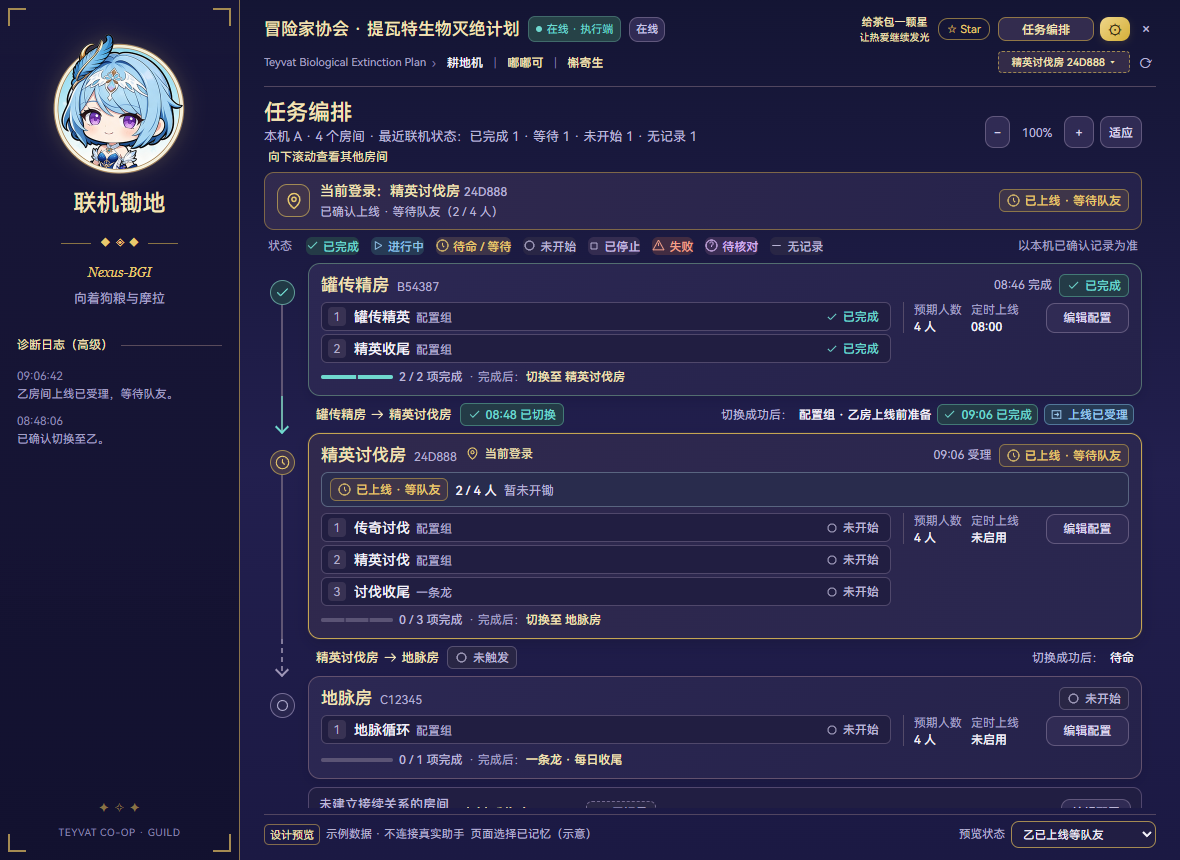 联机锄地
Nexus-BGI
向着狗粮与摩拉
诊断日志（高级）
09:06:42
乙房间上线已受理，等待队友。
08:48:06
已确认切换至乙。
TEYVAT CO-OP · GUILD
冒险家协会 · 提瓦特生物灭绝计划 在线 · 执行端 在线
给茶包一颗星
让热爱继续发光
☆ Star 任务编排 ×
Teyvat Biological Extinction Plan › 耕地机 | 嘟嘟可 | 槲寄生
精英讨伐房 24D888
任务编排
本机 A · 4 个房间 · 最近联机状态：已完成 1 · 等待 1 · 未开始 1 · 无记录 1
向下滚动查看其他房间
− 100% + 适应
当前登录：精英讨伐房 24D888
已确认上线 · 等待队友（2 / 4 人）
已上线 · 等待队友
状态 已完成 进行中 待命 / 等待 未开始 已停止 失败 待核对 无记录 以本机已确认记录为准
罐传精房 B54387 08:46 完成 已完成
1 罐传精英 配置组 已完成
2 精英收尾 配置组 已完成
预期人数 定时上线
4 人 08:00
编辑配置
2 / 2 项完成 · 完成后：切换至 精英讨伐房
罐传精房 → 精英讨伐房 08:48 已切换 切换成功后： 配置组 · 乙房上线前准备 09:06 已完成 上线已受理
精英讨伐房 24D888 当前登录 09:06 受理 已上线 · 等待队友
已上线 · 等队友 2 / 4 人 暂未开锄
1 传奇讨伐 配置组 未开始
2 精英讨伐 配置组 未开始
3 讨伐收尾 一条龙 未开始
预期人数 定时上线
4 人 未启用
编辑配置
0 / 3 项完成 · 完成后：切换至 地脉房
精英讨伐房 → 地脉房 未触发 切换成功后： 待命
地脉房 C12345 未开始
1 地脉循环 配置组 未开始
预期人数 定时上线
4 人 未启用
编辑配置
0 / 1 项完成 · 完成后：一条龙 · 每日收尾
未建立接续关系的房间
设计预览 示例数据 · 不连接真实助手 页面选择已记忆（示意）
预览状态 乙已上线等队友